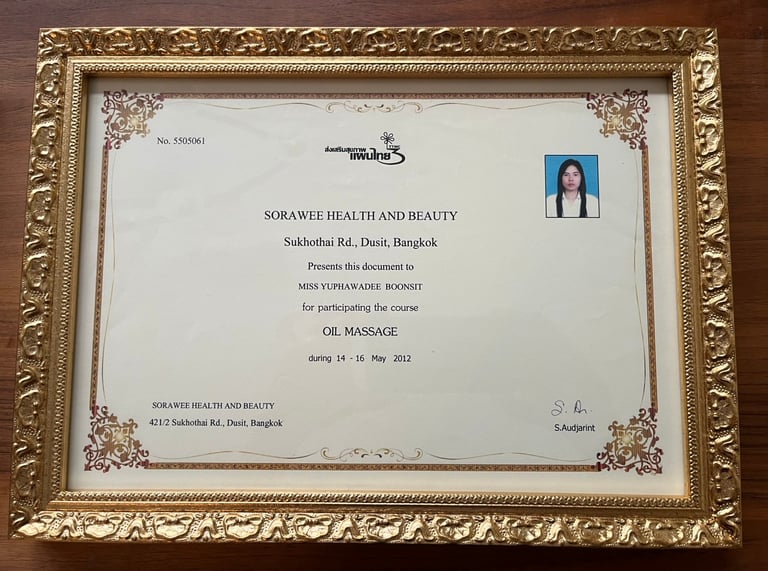 No. 5505061
ส่งเสริมสุขภาพ
แผนไทย
SORAWEE HEALTH AND BEAUTY
Sukhothai Rd., Dusit, Bangkok
Presents this document to
MISS YUPHAWADEE BOONSIT
for participating the course
OIL MASSAGE
during 14 - 16 May 2012
SORAWEE HEALTH AND BEAUTY
421/2 Sukhothai Rd., Dusit, Bangkok
S.Audjarint